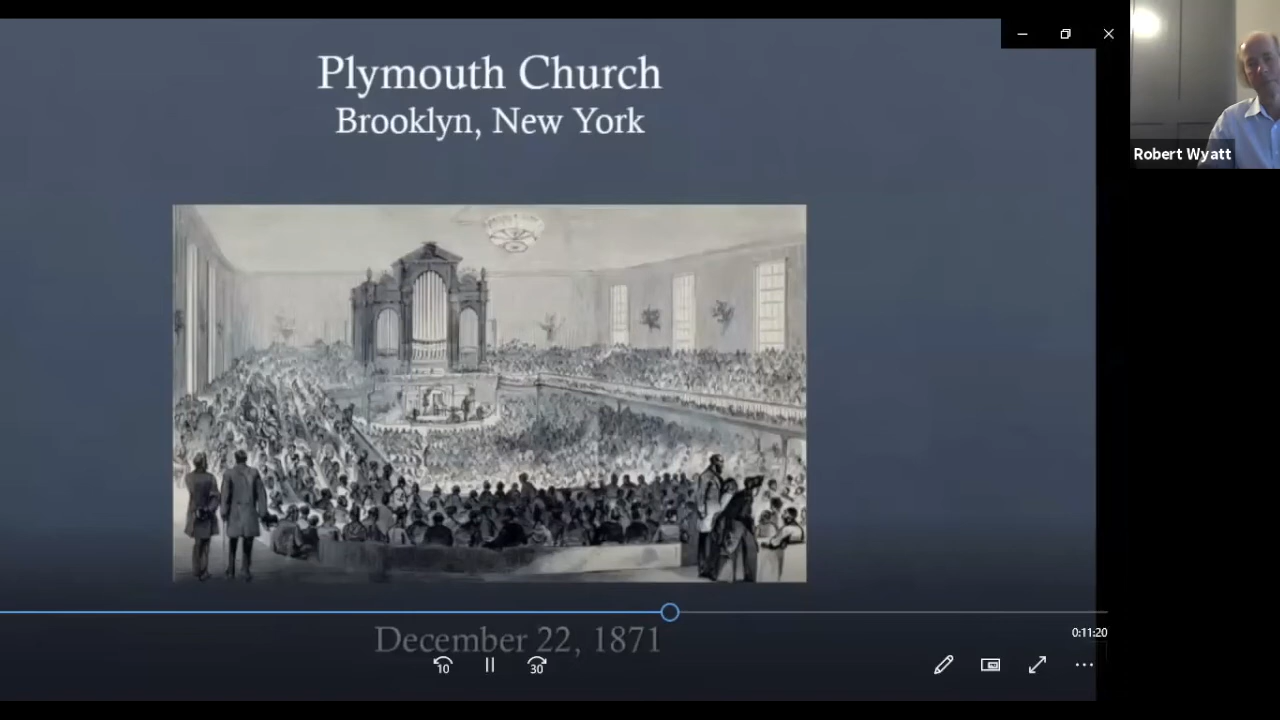 Plymouth Church
Brooklyn, New York
Robert Wyatt
December 22, 1871
0:11:20
10
30